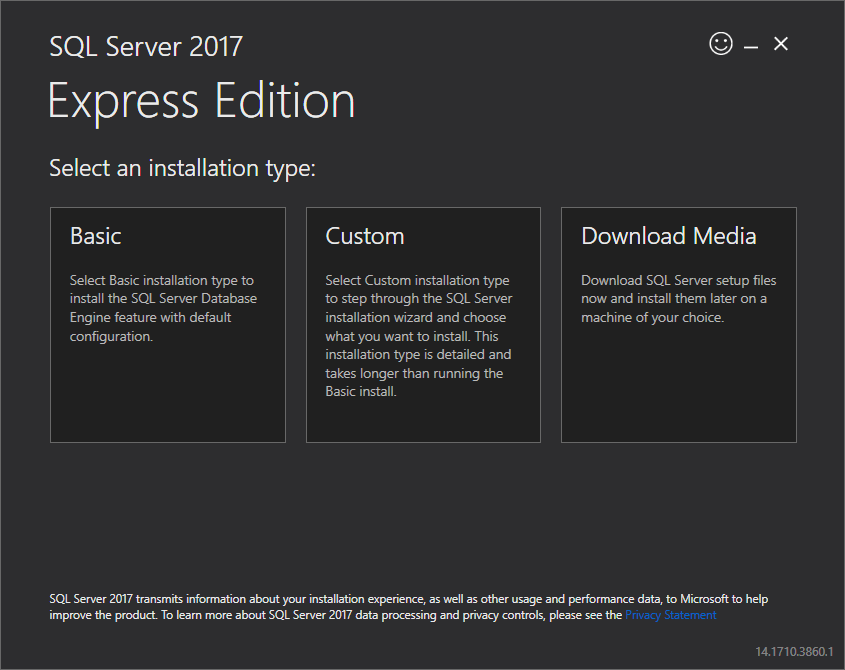 SQL Server 2017
Express Edition
Select an installation type:
Basic
Select Basic installation type to
install the SQL Server Database
Engine feature with default
configuration.
Custom
Select Custom installation type
to step through the SQL Server
installation wizard and choose
what you want to install. This
installation type is detailed and
takes longer than running the
Basic install.
Download Media
Download SQL Server setup files
now and install them later on a
machine of your choice.
SQL Server 2017 transmits information about your installation experience, as well as other usage and performance data, to Microsoft to help
improve the product. To learn more about SQL Server 2017 data processing and privacy controls, please see the Privacy Statement
14.1710.3860.1